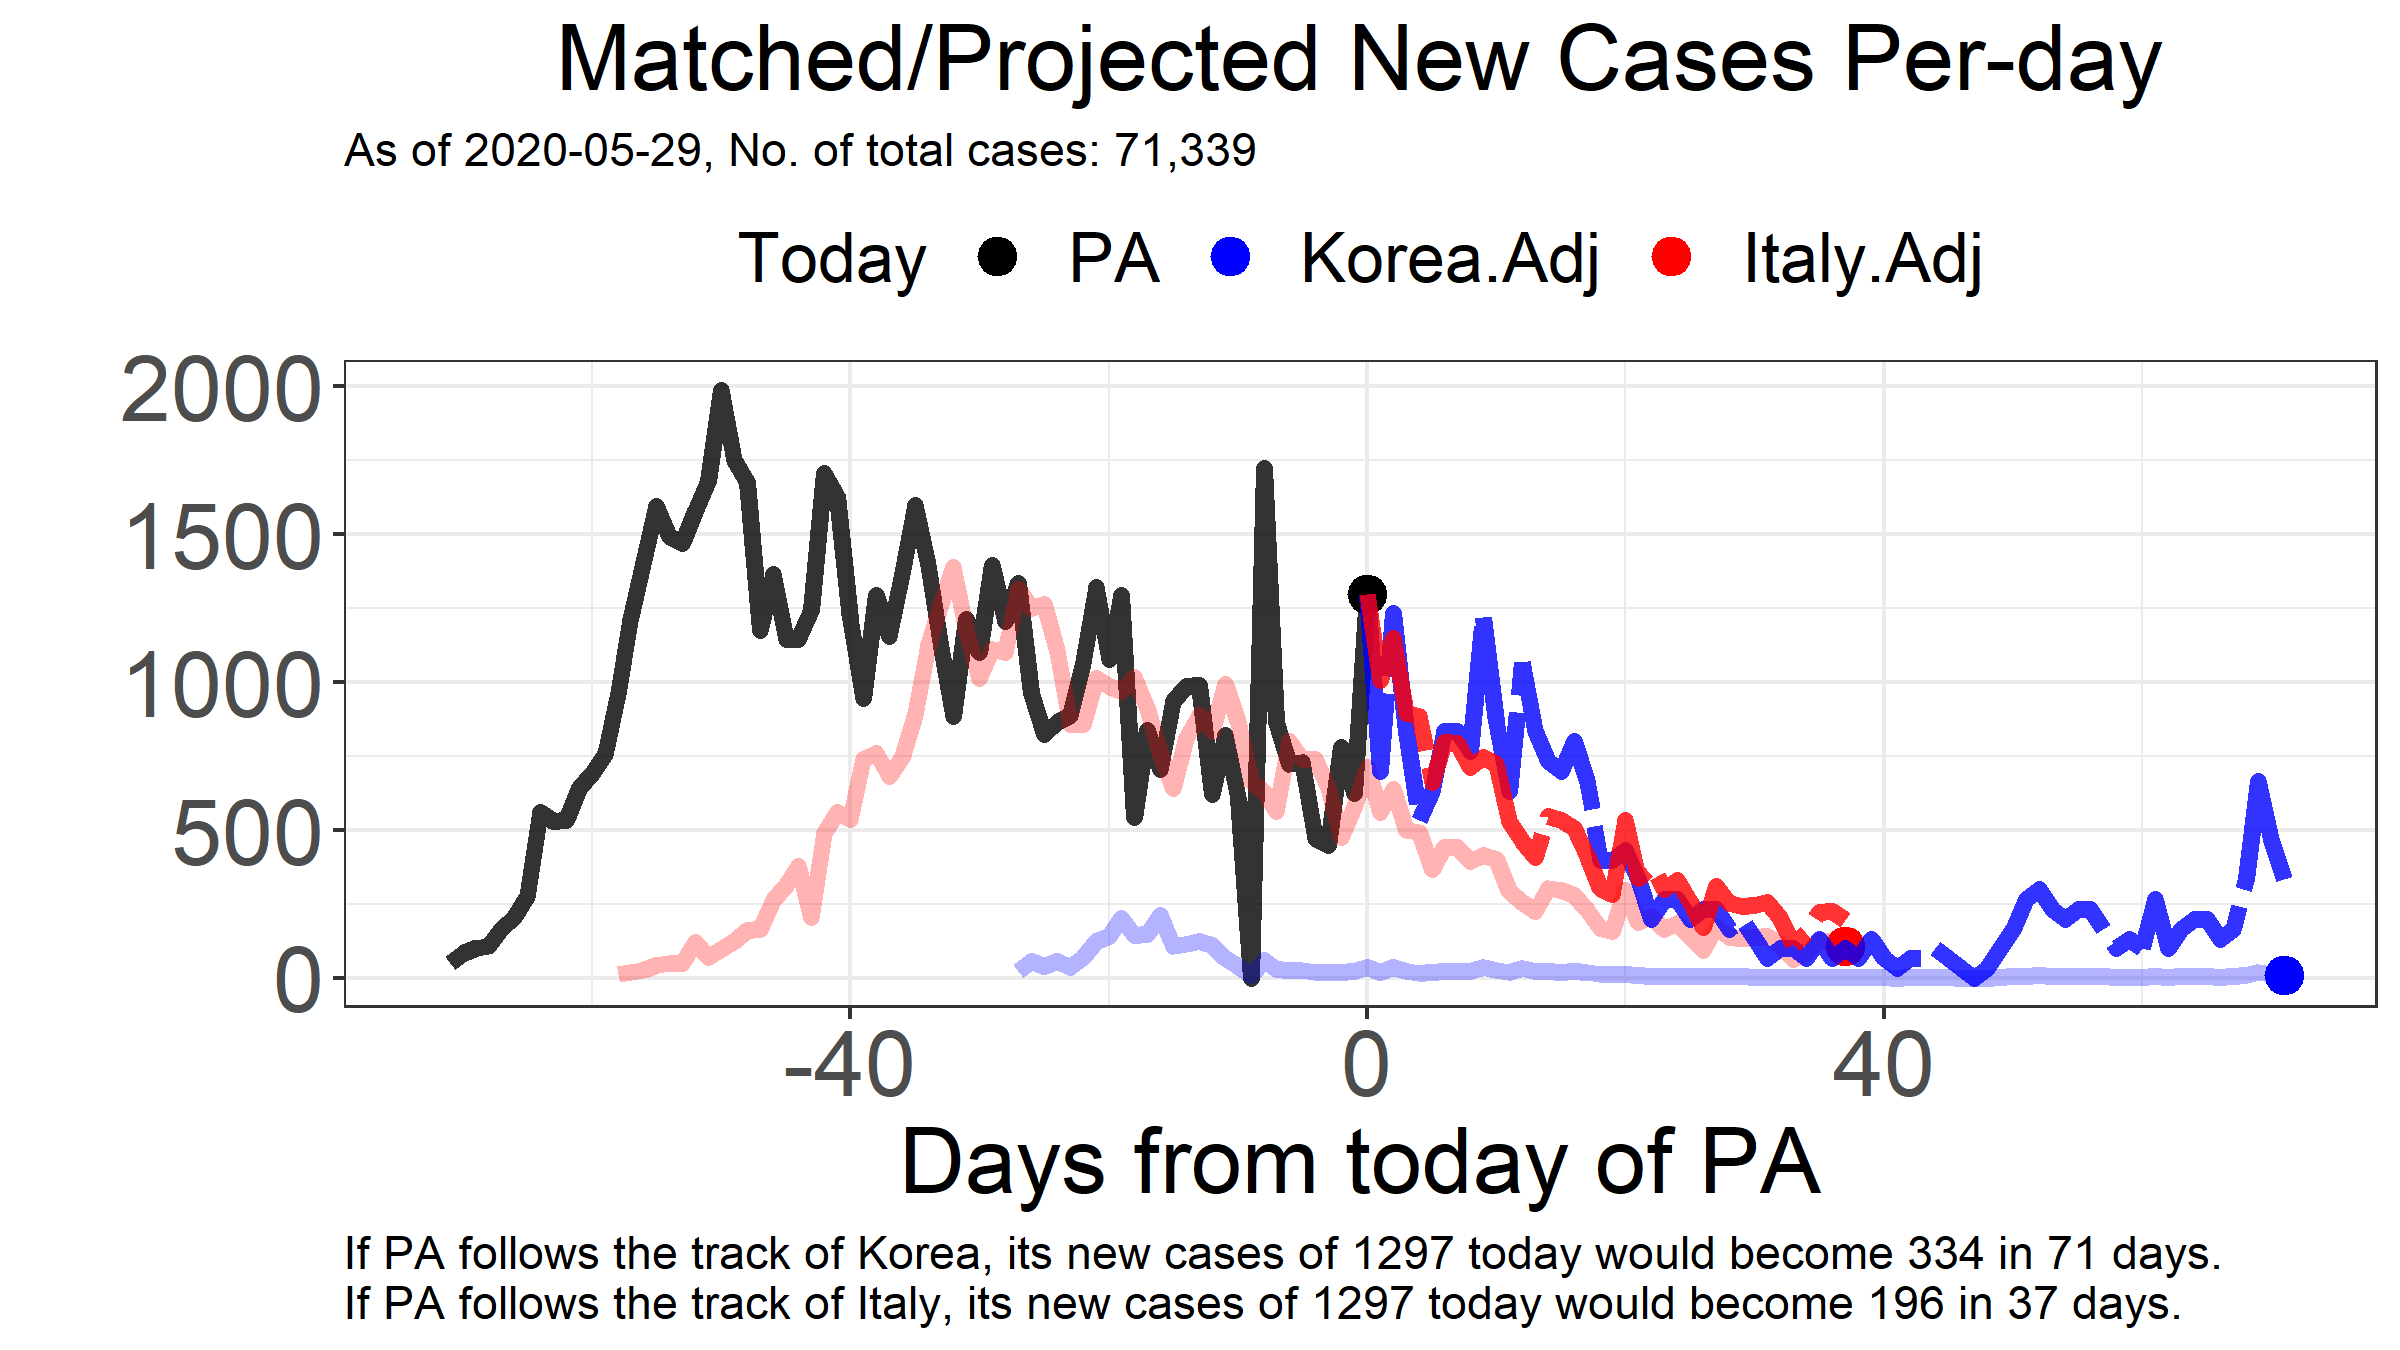 Matched/Projected New Cases Per-day
As of 2020-05-29, No. of total cases: 71,339
Today PA Korea.Adj Italy.Adj
2000
1500
1000
500
0
-40 0 40
Days from today of PA
If PA follows the track of Korea, its new cases of 1297 today would become 334 in 71 days.
If PA follows the track of Italy, its new cases of 1297 today would become 196 in 37 days.